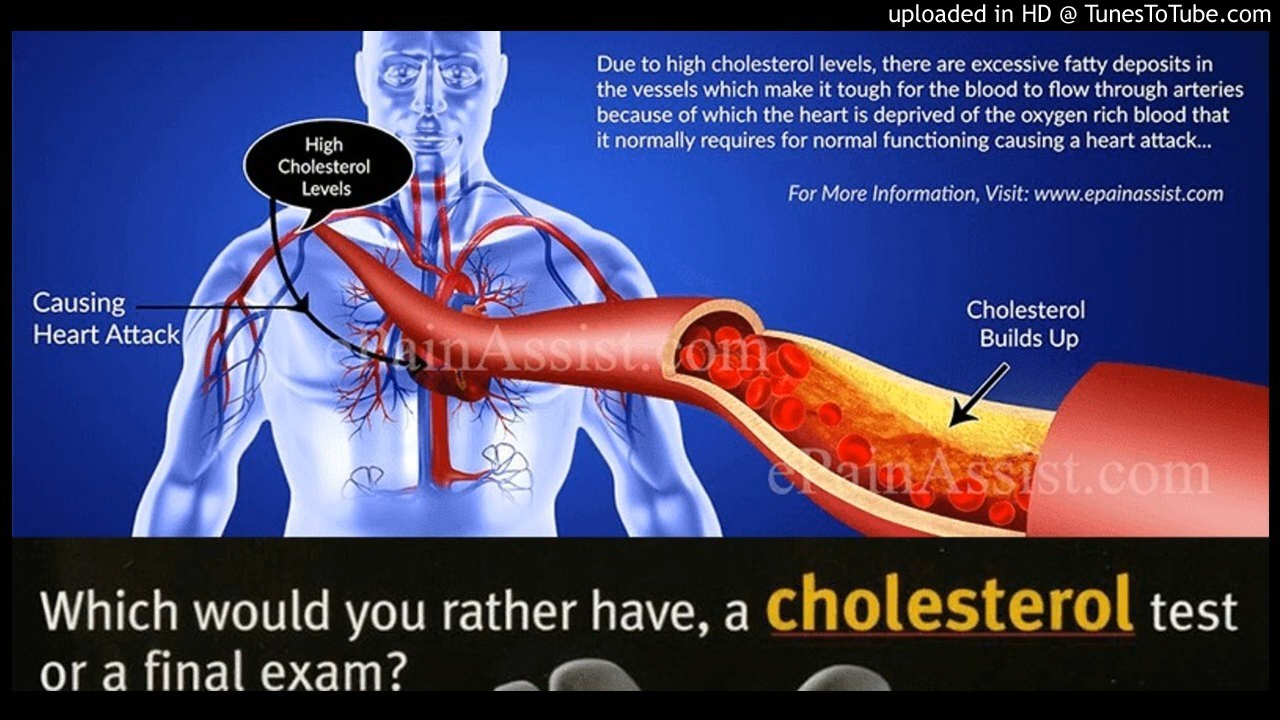 uploaded in HD @ TunesToTube.com
Due to high cholesterol levels, there are excessive fatty deposits in
the vessels which make it tough for the blood to flow through arteries
because of which the heart is deprived of the oxygen rich blood that
it normally requires for normal functioning causing a heart attack...
For More Information, Visit: www.epainassist.com
High
Cholesterol
Levels
Causing
Heart Attack
Cholesterol
Builds Up
ePainAssist.com
ePainAssist.com
Which would you rather have, a cholesterol test
or a final exam?